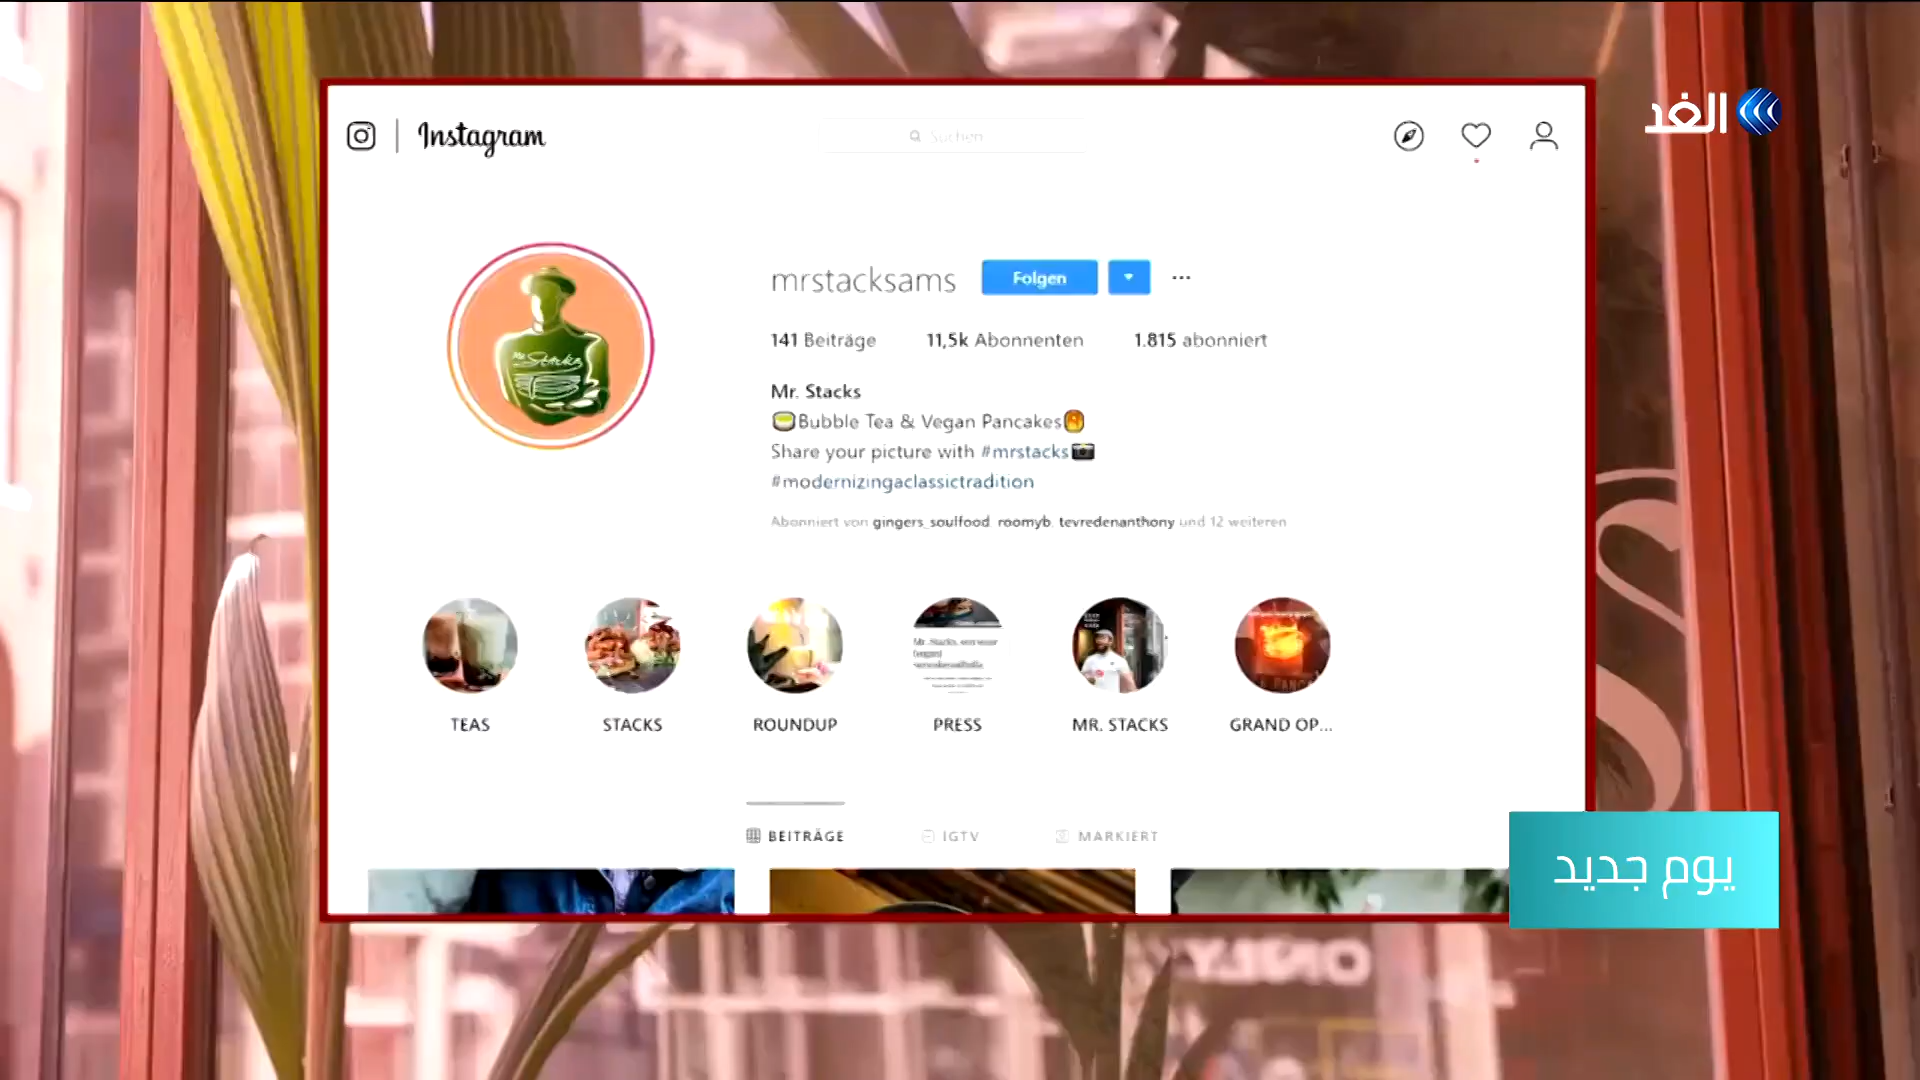 Instagram
Suchen
الغد
mrstacksams
Folgen
141 Beiträge
11,5k Abonnenten
1.815 abonniert
Mr. Stacks
Bubble Tea & Vegan Pancakes
Share your picture with #mrstacks
#modernizingaclassictradition
Abonniert von gingers_soulfood, roomyb, tevredenanthony und 12 weiteren
Mr. Stacks
TEAS
STACKS
ROUNDUP
PRESS
MR. STACKS
GRAND OP...
BEITRÄGE
IGTV
MARKIERT
يوم جديد